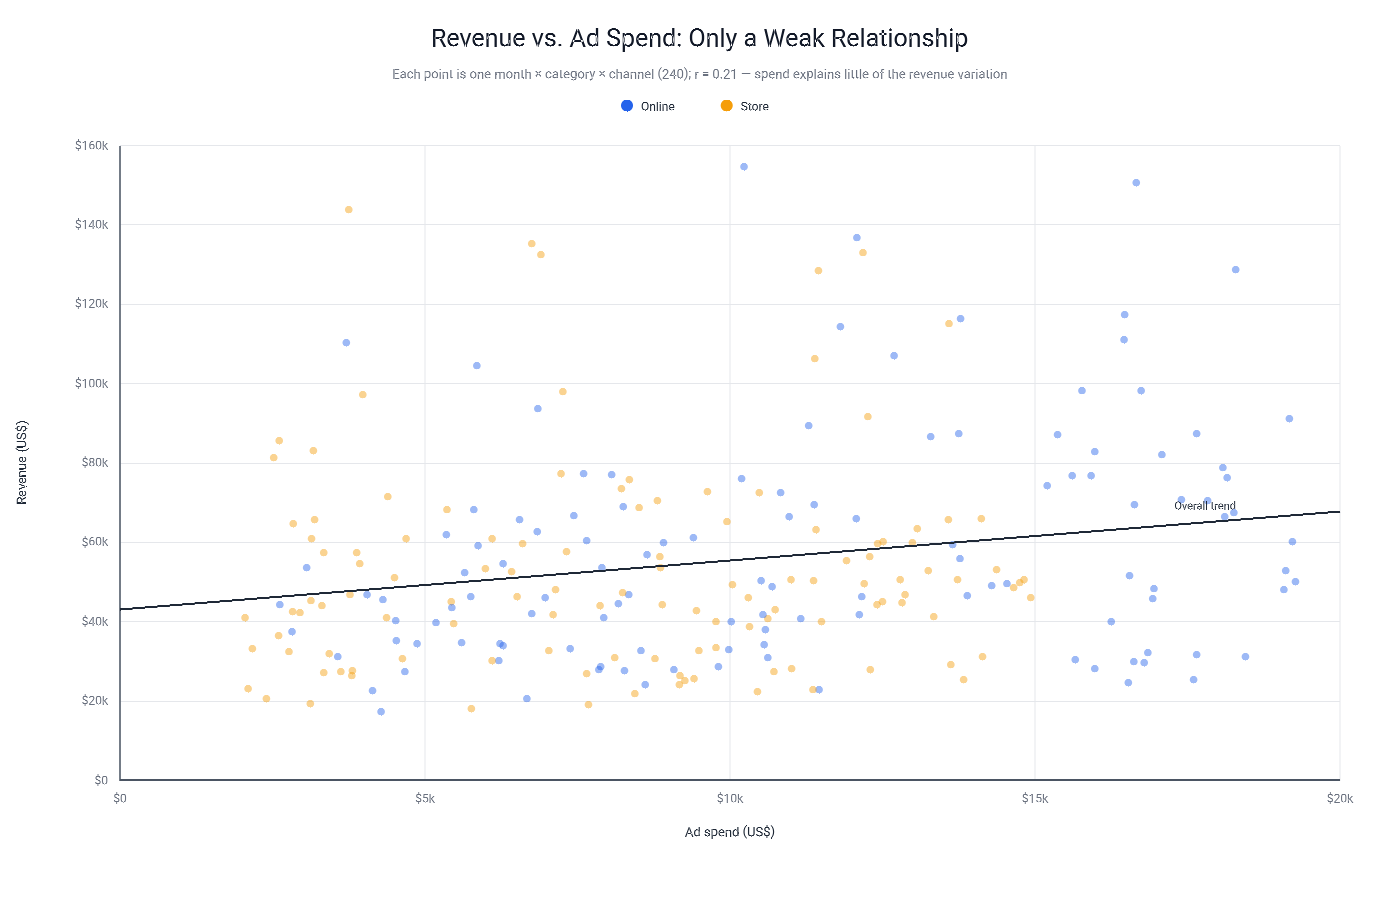 Revenue vs. Ad Spend: Only a Weak Relationship
Each point is one month × category × channel (240); r = 0.21 — spend explains little of the revenue variation
Online
Store
$160k
$140k
$120k
$100k
$80k
$60k
$40k
$20k
$0
Revenue (US$)
Overall trend
$0
$5k
$10k
$15k
$20k
Ad spend (US$)